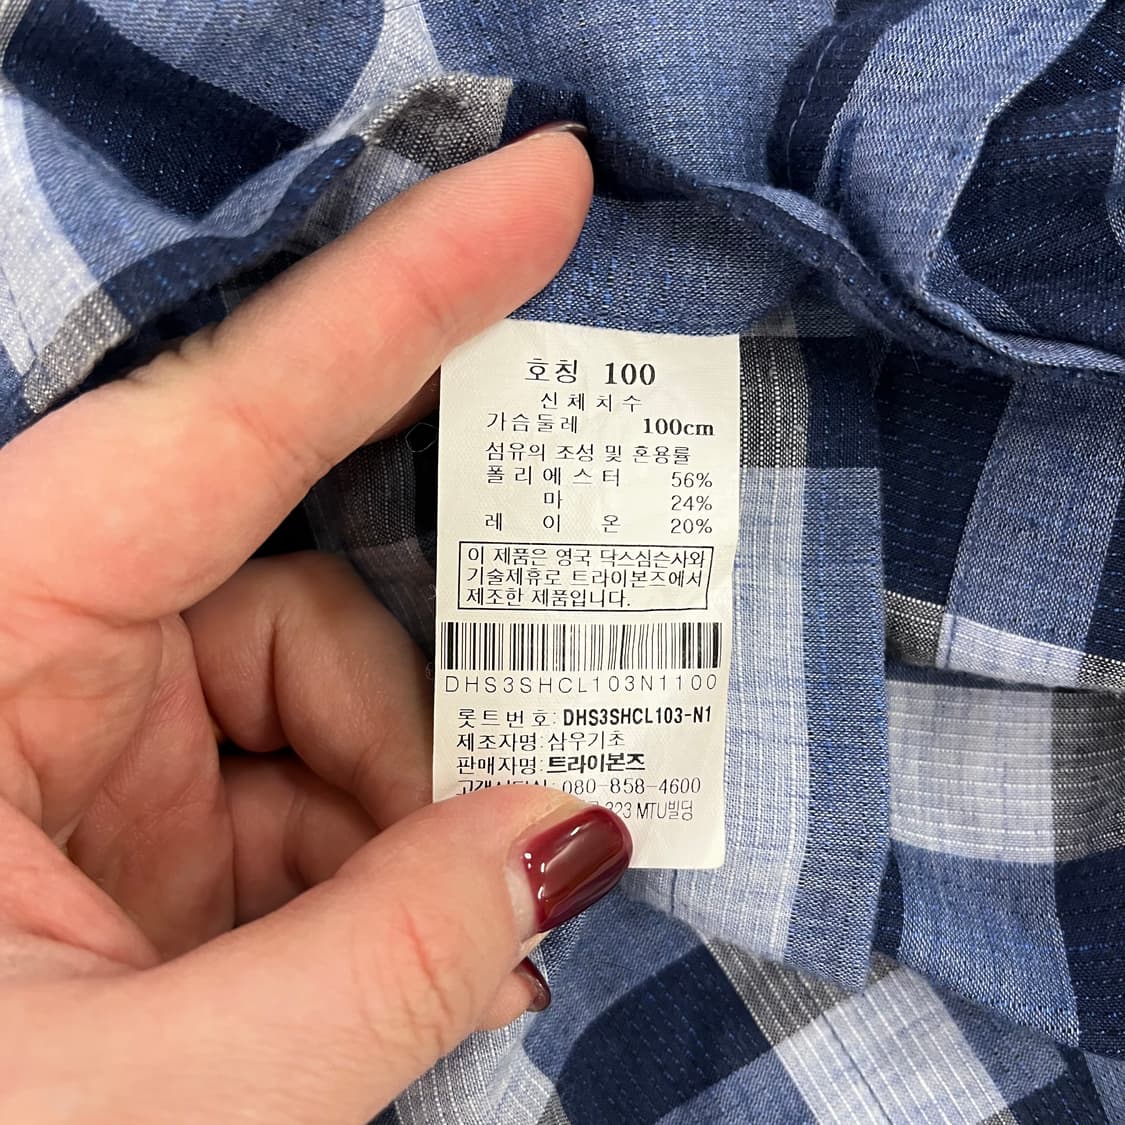 호칭 100
신체치수
가슴둘레 100cm
섬유의 조성 및 혼용률
폴리에스터 56%
마 24%
레이온 20%
이 제품은 영국 닥스심슨사와
기술제휴로 트라이본즈에서
제조한 제품입니다.
DHS3SHCL103N1100
롯트번호: DHS3SHCL103-N1
제조자명: 삼우기초
판매자명: 트라이본즈
080-858-4600
323 MTU빌딩